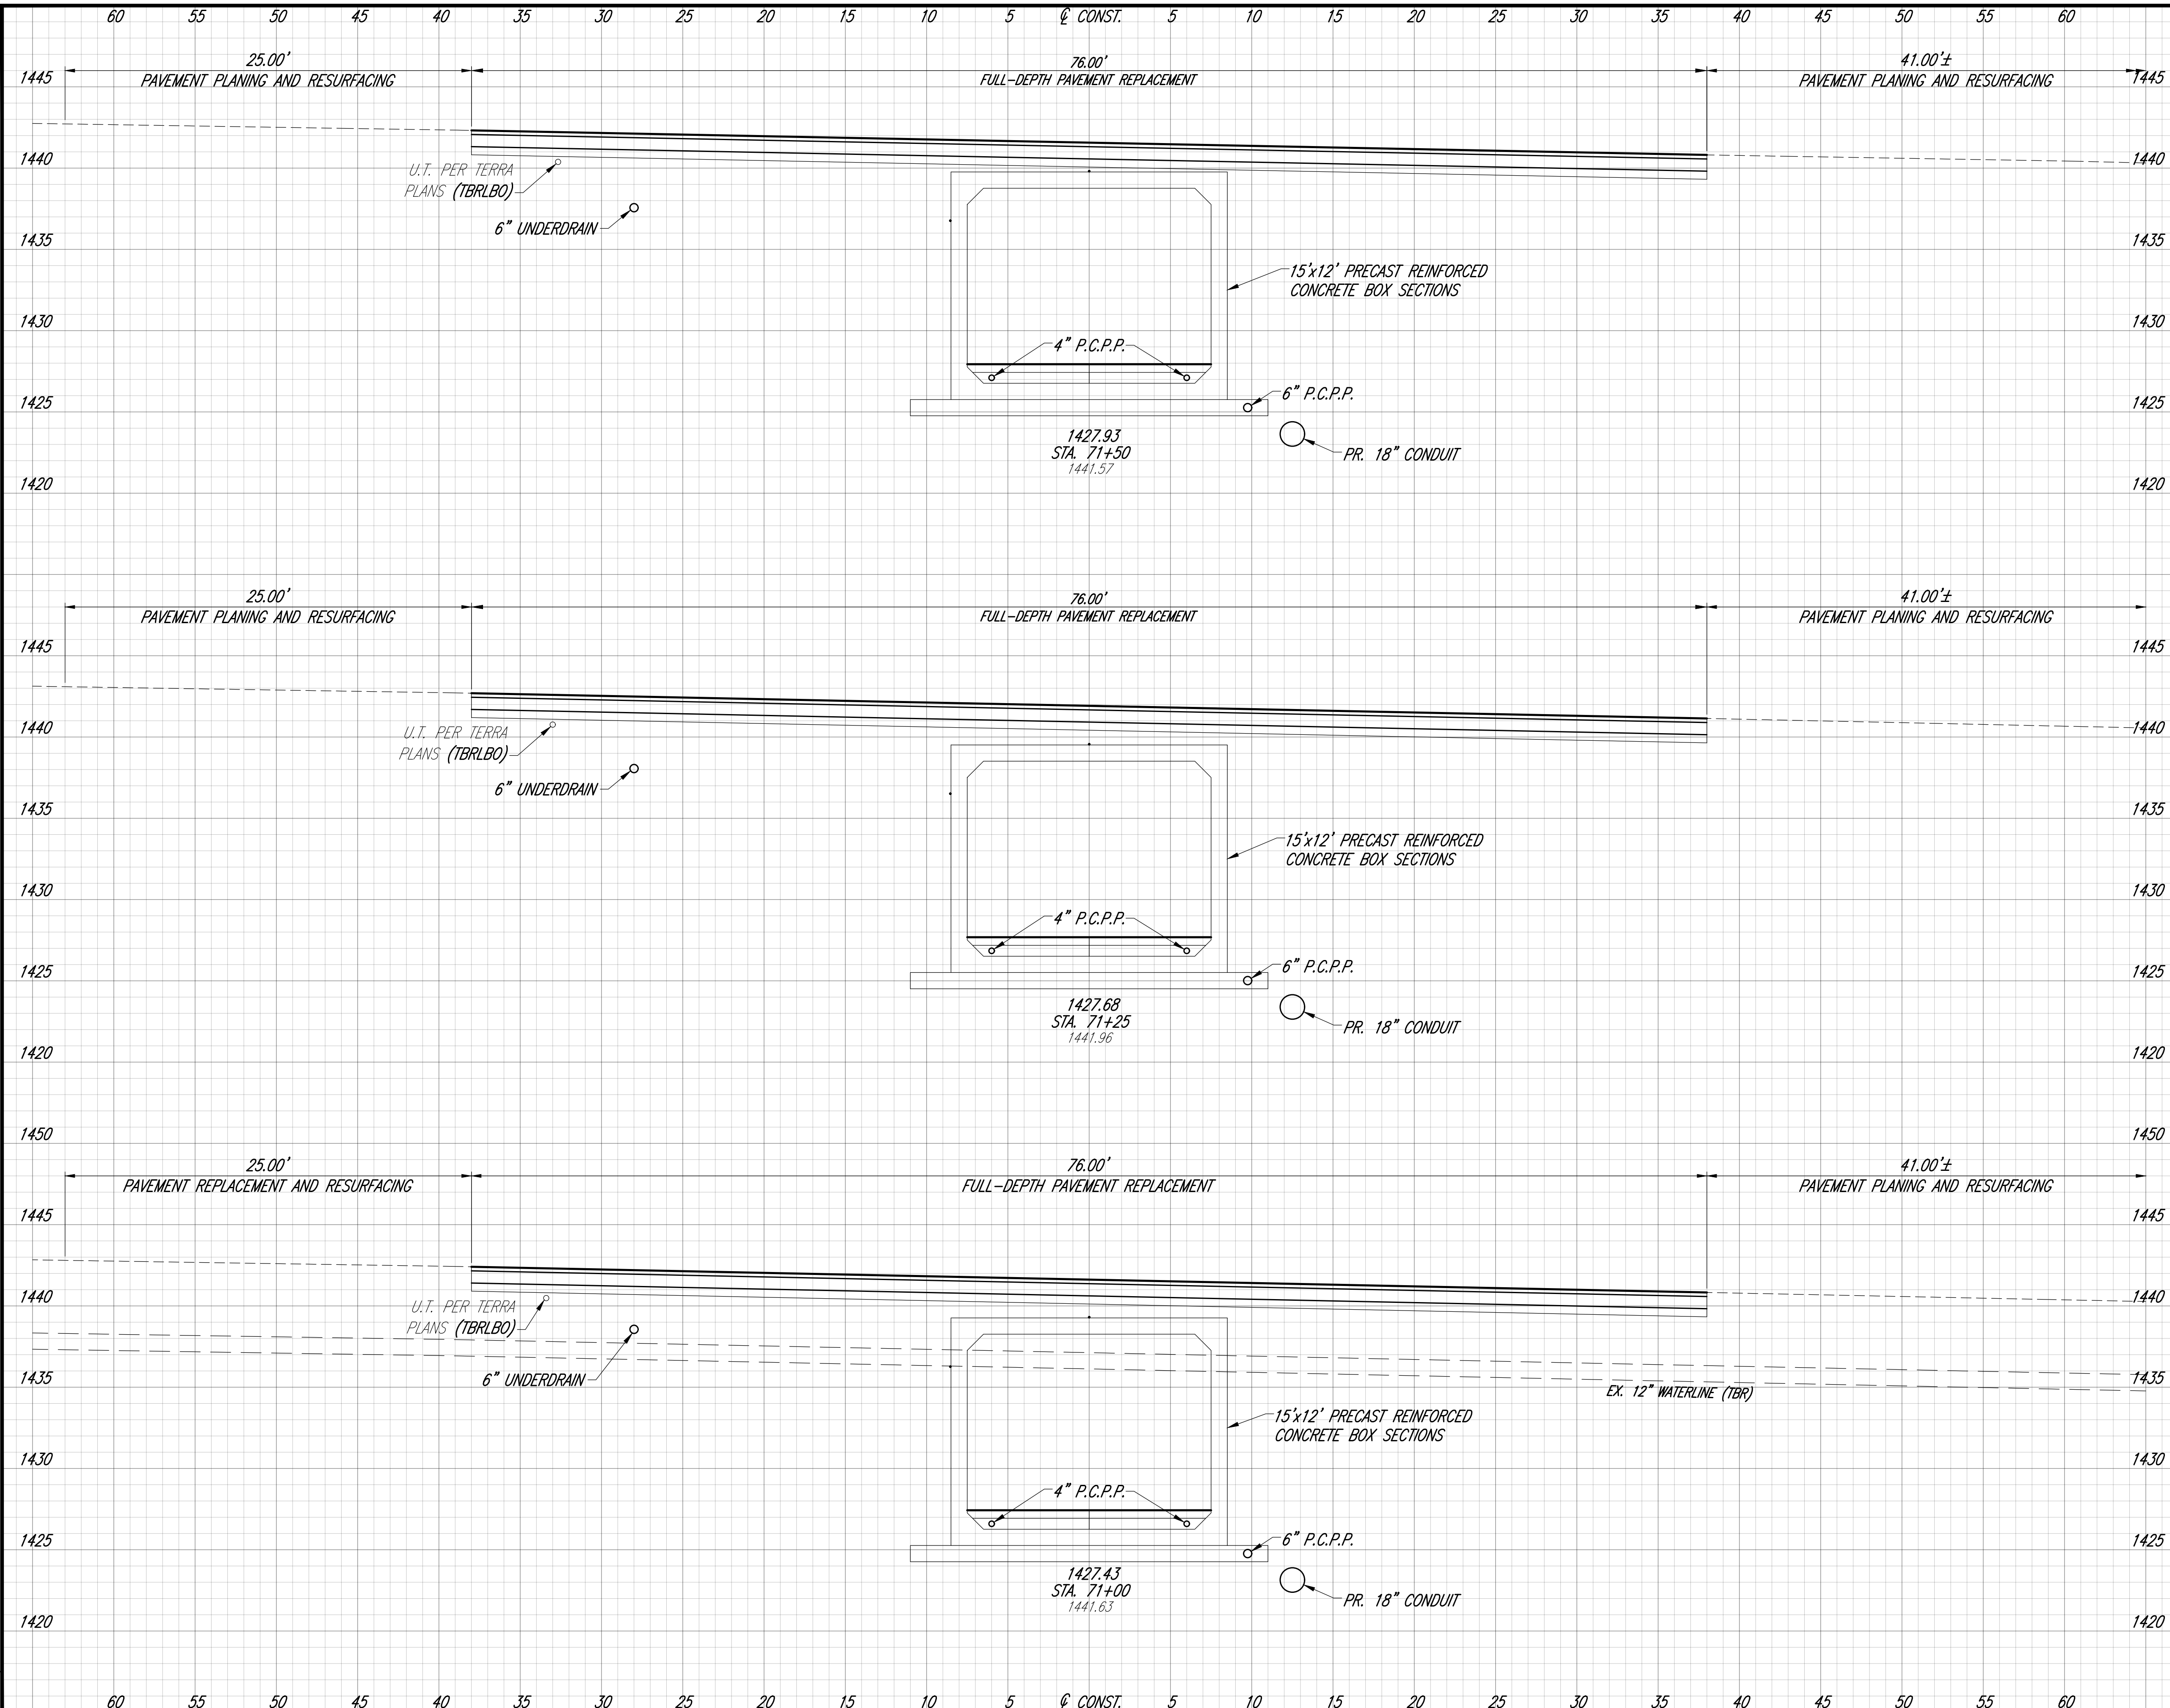 60 55 50 45 40 35 30 25 20 15 10 5 ℄ CONST. 5 10 15 20 25 30 35 40 45 50 55 60
25.00' 76.00' 41.00'±
1445 PAVEMENT PLANING AND RESURFACING FULL-DEPTH PAVEMENT REPLACEMENT PAVEMENT PLANING AND RESURFACING 1445
1440 1440
U.T. PER TERRA
PLANS (TBRLBO)
6" UNDERDRAIN
1435 1435
15'x12' PRECAST REINFORCED
CONCRETE BOX SECTIONS
1430 1430
4" P.C.P.P.
6" P.C.P.P.
1425 1425
1427.93
STA. 71+50
1441.57
PR. 18" CONDUIT
1420 1420
25.00' 76.00' 41.00'±
PAVEMENT PLANING AND RESURFACING FULL-DEPTH PAVEMENT REPLACEMENT PAVEMENT PLANING AND RESURFACING
1445 1445
1440 1440
U.T. PER TERRA
PLANS (TBRLBO)
6" UNDERDRAIN
1435 1435
15'x12' PRECAST REINFORCED
CONCRETE BOX SECTIONS
1430 1430
4" P.C.P.P.
6" P.C.P.P.
1425 1425
1427.68
STA. 71+25
1441.96
PR. 18" CONDUIT
1420 1420
1450 1450
25.00' 76.00' 41.00'±
PAVEMENT REPLACEMENT AND RESURFACING FULL-DEPTH PAVEMENT REPLACEMENT PAVEMENT PLANING AND RESURFACING
1445 1445
1440 1440
U.T. PER TERRA
PLANS (TBRLBO)
6" UNDERDRAIN
1435 1435
EX. 12" WATERLINE (TBR)
15'x12' PRECAST REINFORCED
CONCRETE BOX SECTIONS
1430 1430
4" P.C.P.P.
6" P.C.P.P.
1425 1425
1427.43
STA. 71+00
1441.63
PR. 18" CONDUIT
1420 1420
60 55 50 45 40 35 30 25 20 15 10 5 ℄ CONST. 5 10 15 20 25 30 35 40 45 50 55 60